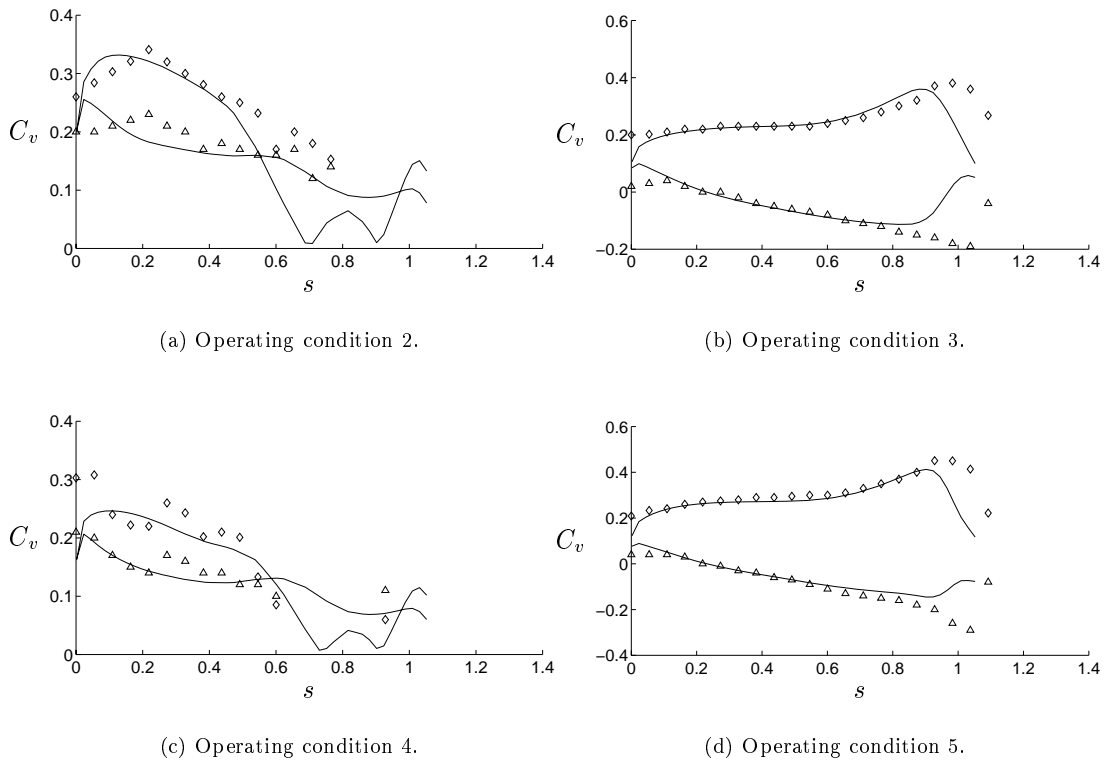 0.4
0.3
0.2
0.1
0
C_v
0 0.2 0.4 0.6 0.8 1 1.2 1.4
s
(a) Operating condition 2.
0.6
0.4
0.2
0
−0.2
C_v
0 0.2 0.4 0.6 0.8 1 1.2 1.4
s
(b) Operating condition 3.
0.4
0.3
0.2
0.1
0
C_v
0 0.2 0.4 0.6 0.8 1 1.2 1.4
s
(c) Operating condition 4.
0.6
0.4
0.2
0
−0.2
−0.4
C_v
0 0.2 0.4 0.6 0.8 1 1.2 1.4
s
(d) Operating condition 5.